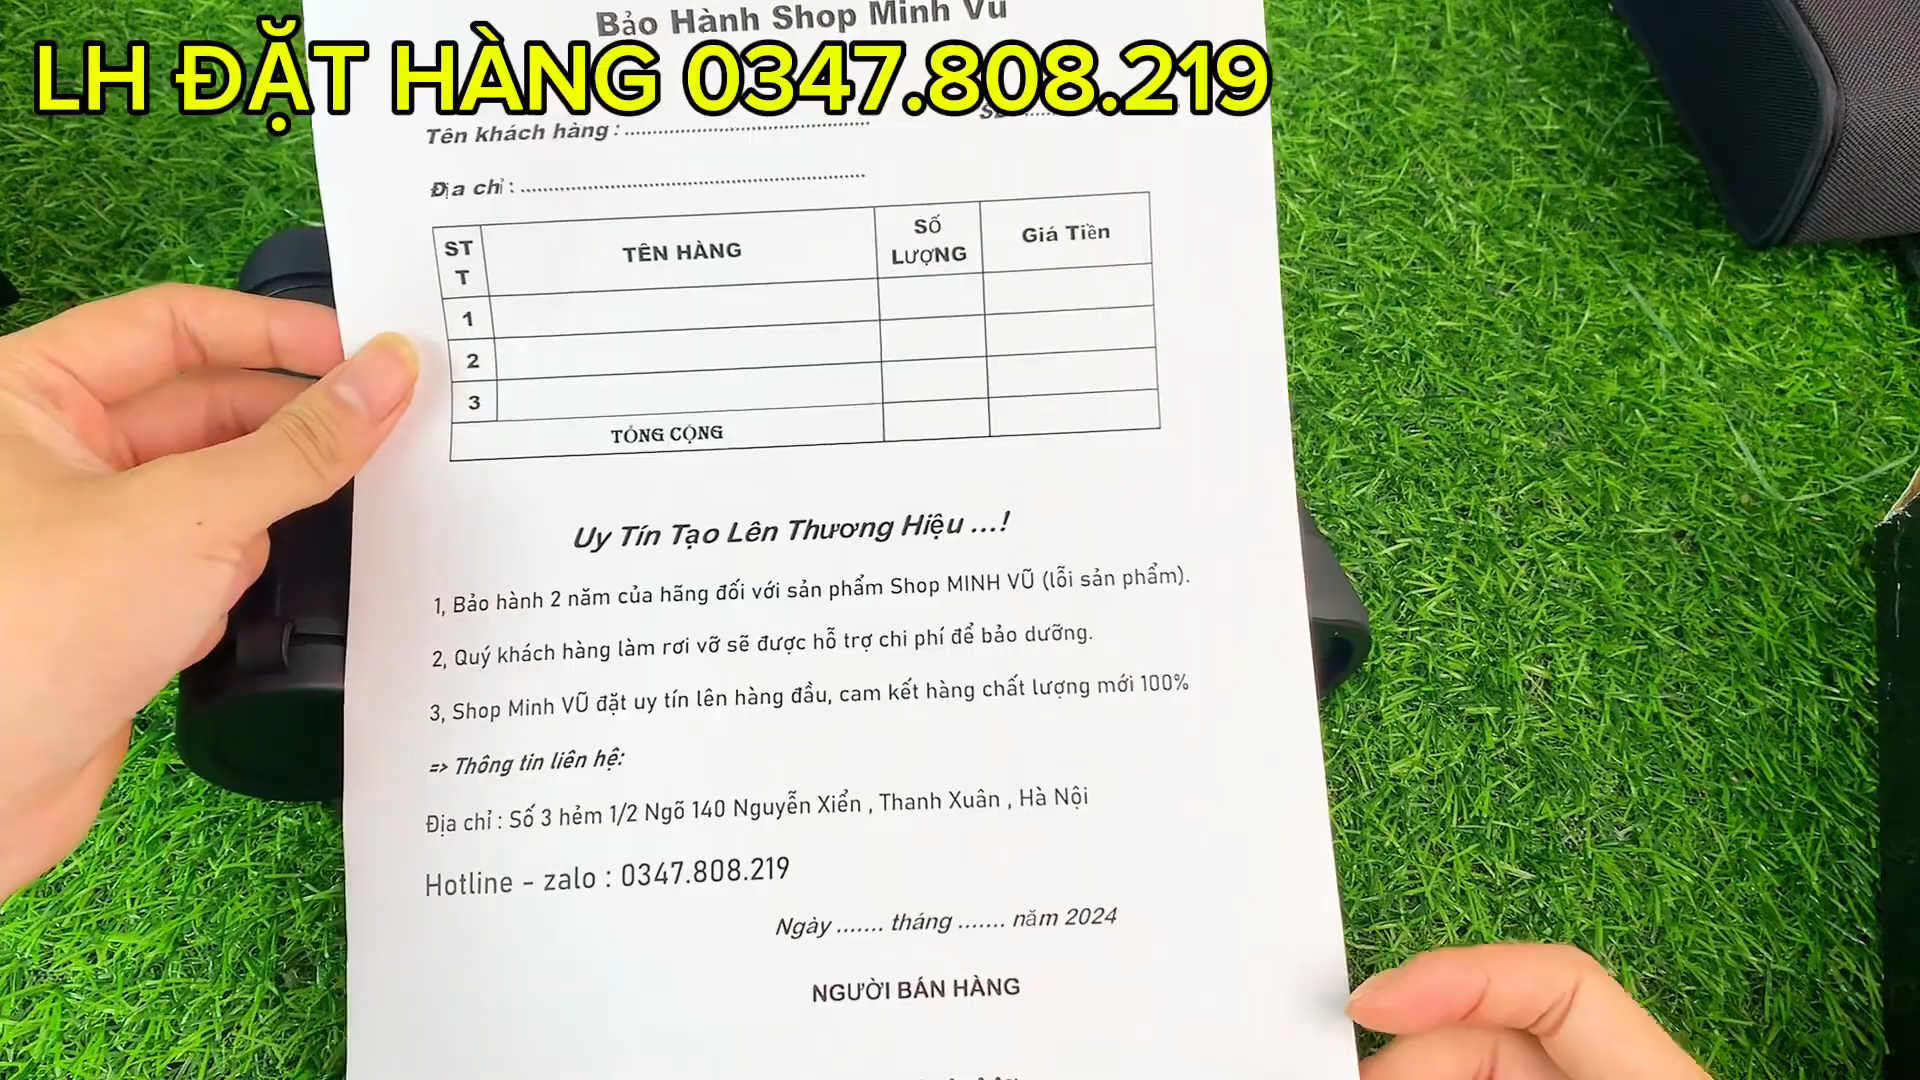 Bảo Hành Shop Minh Vũ
LH ĐẶT HÀNG 0347.808.219
Tên khách hàng : ..........
Địa chỉ : ..........
STT TÊN HÀNG SỐ LƯỢNG Giá Tiền
1
2
3
TỔNG CỘNG
Uy Tín Tạo Lên Thương Hiệu ...!
1, Bảo hành 2 năm của hãng đối với sản phẩm Shop MINH VŨ (lỗi sản phẩm).
2, Quý khách hàng làm rơi vỡ sẽ được hỗ trợ chi phí để bảo dưỡng.
3, Shop Minh VŨ đặt uy tín lên hàng đầu, cam kết hàng chất lượng mới 100%
=> Thông tin liên hệ:
Địa chỉ : Số 3 hẻm 1/2 Ngõ 140 Nguyễn Xiển , Thanh Xuân , Hà Nội
Hotline - zalo : 0347.808.219
Ngày ....... tháng ....... năm 2024
NGƯỜI BÁN HÀNG